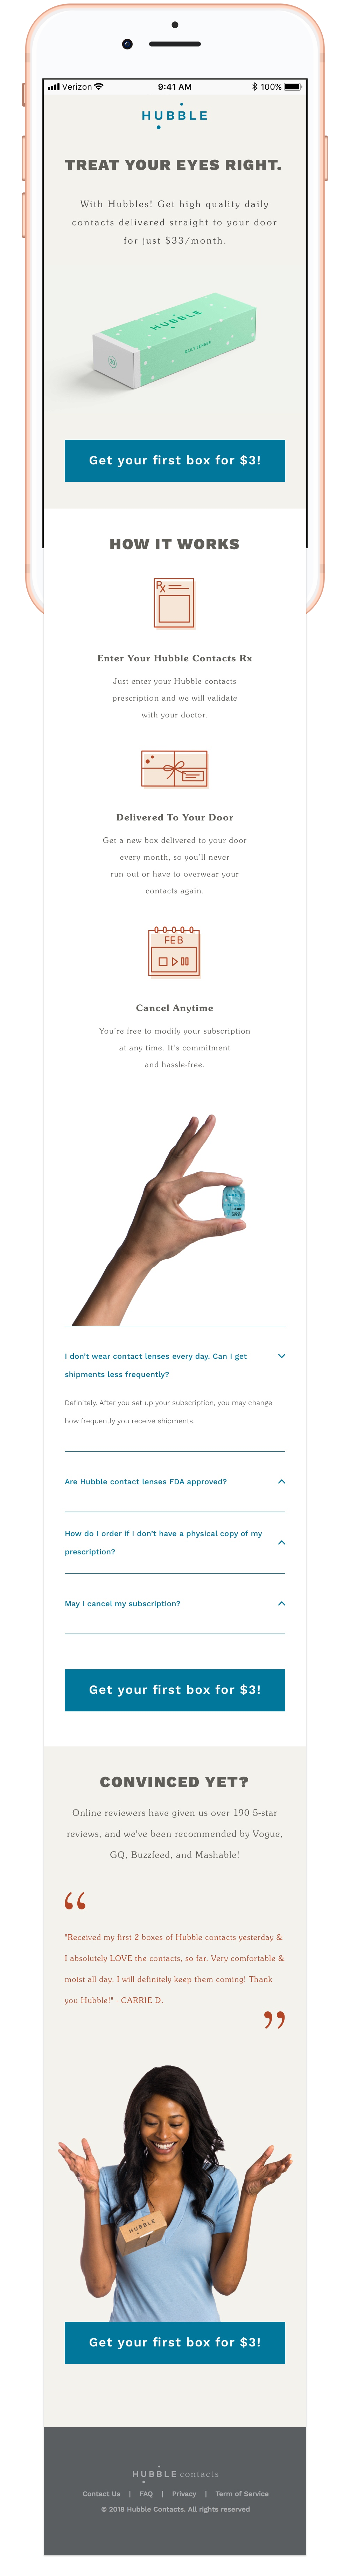 Verizon 9:41 AM 100%
HUBBLE
TREAT YOUR EYES RIGHT.
With Hubbles! Get high quality daily
contacts delivered straight to your door
for just $33/month.
HUBBLE
30
DAILY LENSES
Get your first box for $3!
HOW IT WORKS
Rx
Enter Your Hubble Contacts Rx
Just enter your Hubble contacts
prescription and we will validate
with your doctor.
Delivered To Your Door
Get a new box delivered to your door
every month, so you'll never
run out or have to overwear your
contacts again.
FEB
Cancel Anytime
You're free to modify your subscription
at any time. It's commitment
and hassle-free.
I don't wear contact lenses every day. Can I get
shipments less frequently?
Definitely. After you set up your subscription, you may change
how frequently you receive shipments.
Are Hubble contact lenses FDA approved?
How do I order if I don't have a physical copy of my
prescription?
May I cancel my subscription?
Get your first box for $3!
CONVINCED YET?
Online reviewers have given us over 190 5-star
reviews, and we've been recommended by Vogue,
GQ, Buzzfeed, and Mashable!
“
"Received my first 2 boxes of Hubble contacts yesterday &
I absolutely LOVE the contacts, so far. Very comfortable &
moist all day. I will definitely keep them coming! Thank
you Hubble!" - CARRIE D.
”
HUBBLE
Get your first box for $3!
HUBBLE contacts
Contact Us | FAQ | Privacy | Term of Service
© 2018 Hubble Contacts. All rights reserved